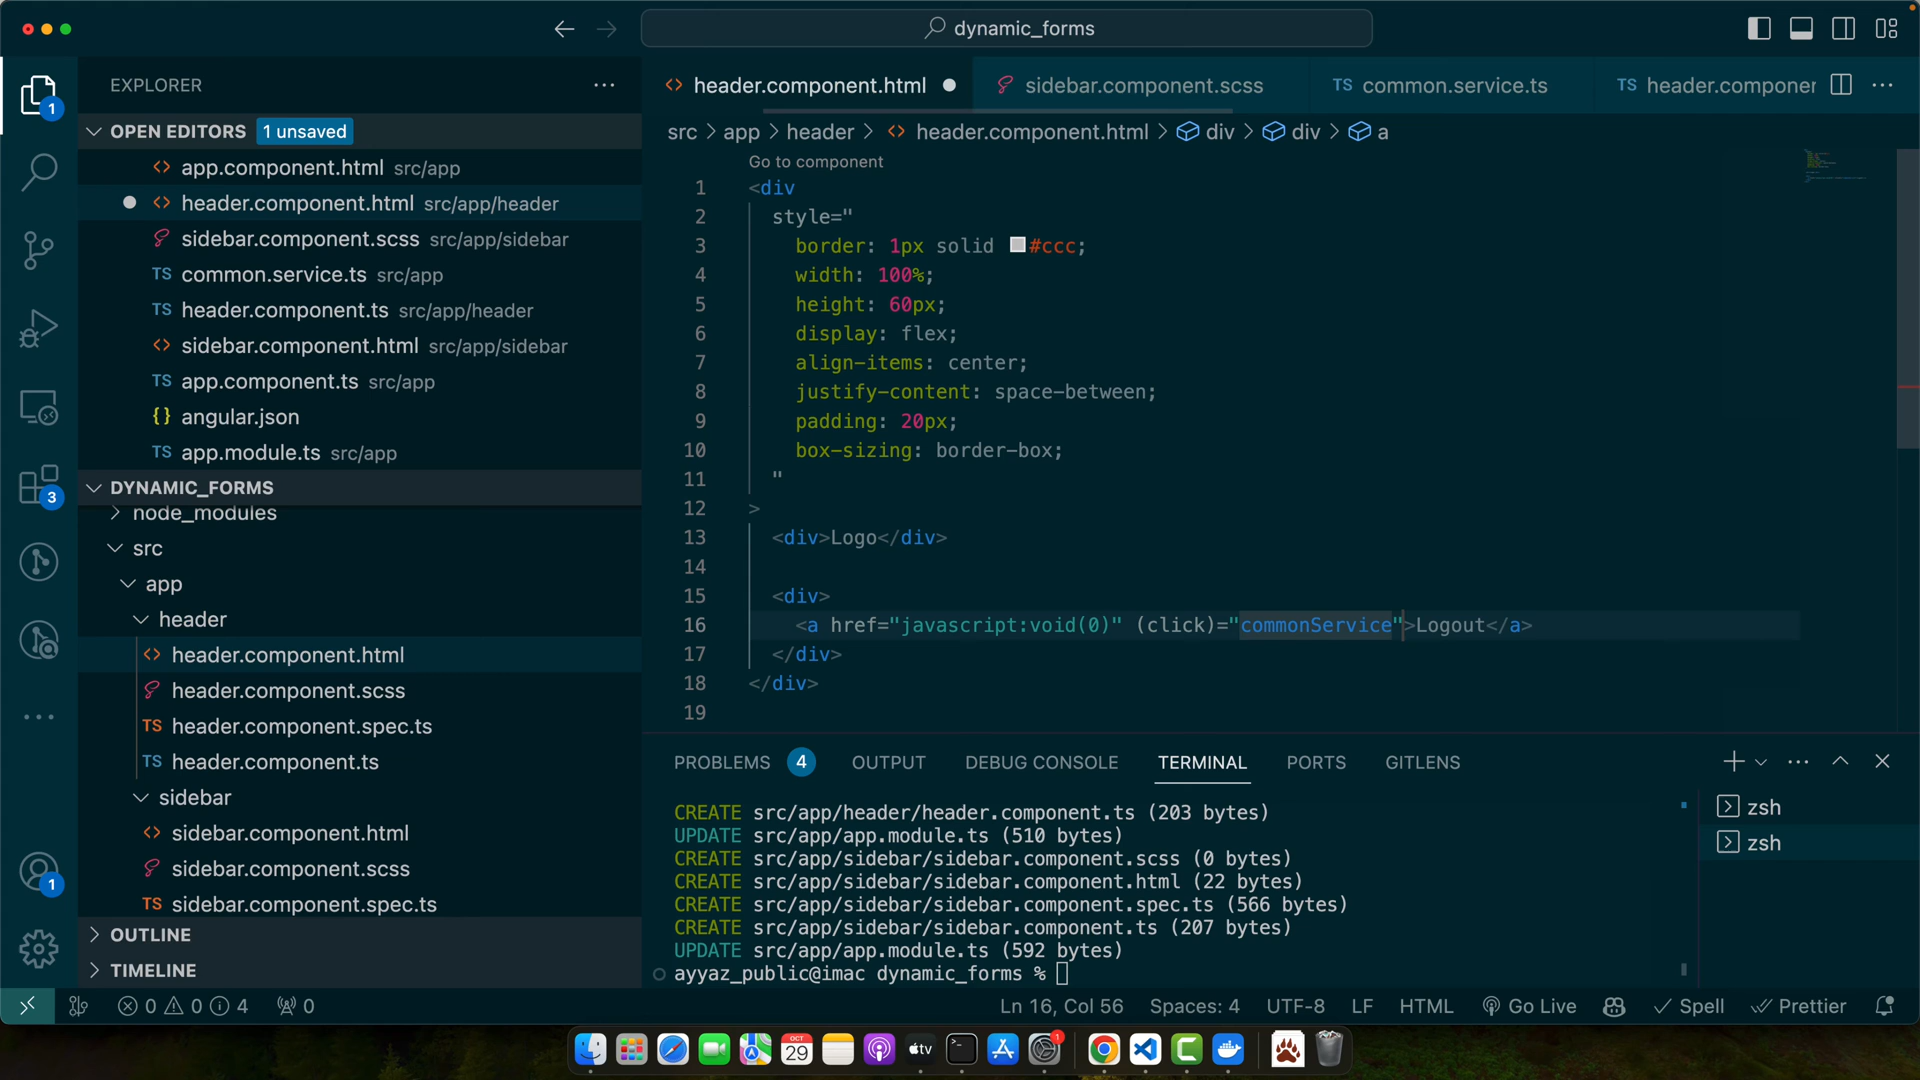 dynamic_forms
EXPLORER
OPEN EDITORS 1 unsaved
app.component.html src/app
header.component.html src/app/header
sidebar.component.scss src/app/sidebar
common.service.ts src/app
header.component.ts src/app/header
sidebar.component.html src/app/sidebar
app.component.ts src/app
angular.json
app.module.ts src/app
DYNAMIC_FORMS
node_modules
src
app
header
header.component.html
header.component.scss
header.component.spec.ts
header.component.ts
sidebar
sidebar.component.html
sidebar.component.scss
sidebar.component.spec.ts
OUTLINE
TIMELINE
1
3
1
header.component.html sidebar.component.scss TS common.service.ts TS header.componer
src > app > header > header.component.html > div > div > a
Go to component
1 <div
2 style="
3 border: 1px solid #ccc;
4 width: 100%;
5 height: 60px;
6 display: flex;
7 align-items: center;
8 justify-content: space-between;
9 padding: 20px;
10 box-sizing: border-box;
11 "
12 >
13 <div>Logo</div>
14
15 <div>
16 <a href="javascript:void(0)" (click)="commonService">Logout</a>
17 </div>
18 </div>
19
PROBLEMS 4 OUTPUT DEBUG CONSOLE TERMINAL PORTS GITLENS
CREATE src/app/header/header.component.ts (203 bytes)
UPDATE src/app/app.module.ts (510 bytes)
CREATE src/app/sidebar/sidebar.component.scss (0 bytes)
CREATE src/app/sidebar/sidebar.component.html (22 bytes)
CREATE src/app/sidebar/sidebar.component.spec.ts (566 bytes)
CREATE src/app/sidebar/sidebar.component.ts (207 bytes)
UPDATE src/app/app.module.ts (592 bytes)
ayyaz_public@imac dynamic_forms %
zsh
zsh
0 0 4 0 Ln 16, Col 56 Spaces: 4 UTF-8 LF HTML Go Live Spell Prettier
OCT
29
tv
1